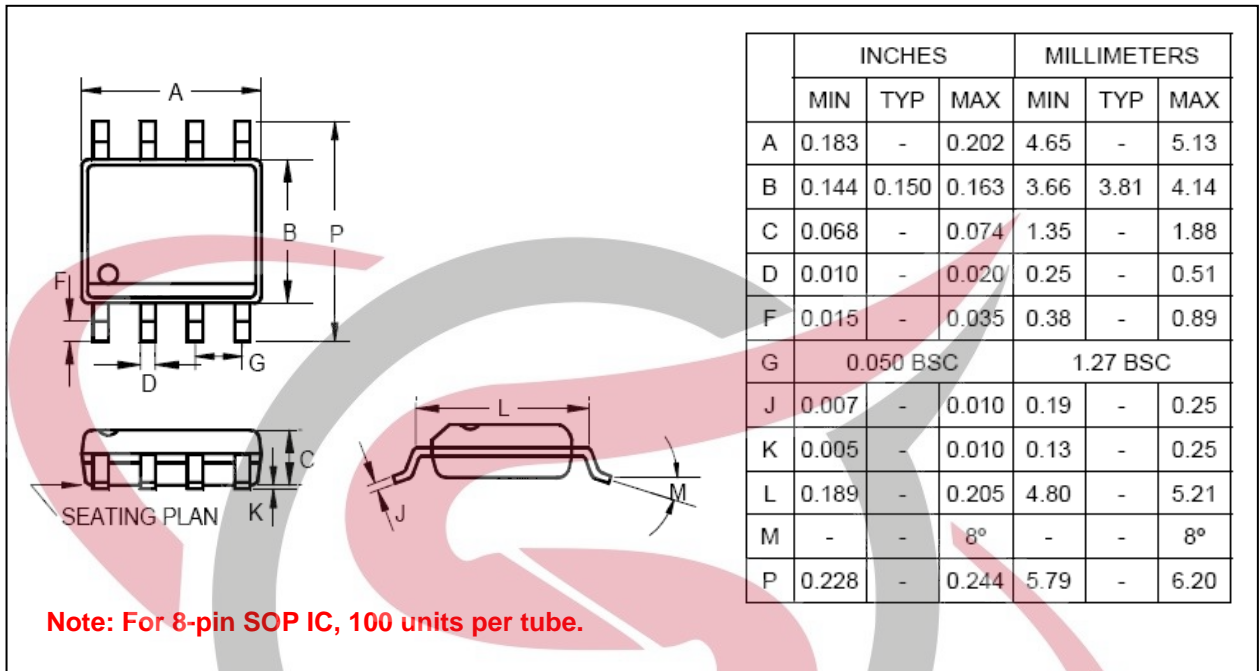 A
B
P
F
D
G
C
K
SEATING PLAN
L
J
M
INCHES MILLIMETERS
MIN TYP MAX MIN TYP MAX
A 0.183 - 0.202 4.65 - 5.13
B 0.144 0.150 0.163 3.66 3.81 4.14
C 0.068 - 0.074 1.35 - 1.88
D 0.010 - 0.020 0.25 - 0.51
F 0.015 - 0.035 0.38 - 0.89
G 0.050 BSC 1.27 BSC
J 0.007 - 0.010 0.19 - 0.25
K 0.005 - 0.010 0.13 - 0.25
L 0.189 - 0.205 4.80 - 5.21
M - - 8° - - 8°
P 0.228 - 0.244 5.79 - 6.20
Note: For 8-pin SOP IC, 100 units per tube.